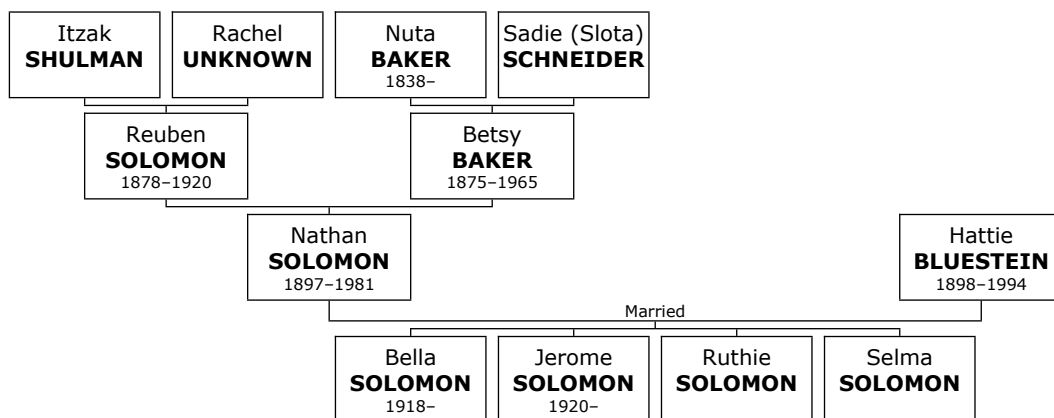 Itzak
SHULMAN
Rachel
UNKNOWN
Nuta
BAKER
1838–
Sadie (Slota)
SCHNEIDER
Reuben
SOLOMON
1878–1920
Betsy
BAKER
1875–1965
Nathan
SOLOMON
1897–1981
Hattie
BLUESTEIN
1898–1994
Married
Bella
SOLOMON
1918–
Jerome
SOLOMON
1920–
Ruthie
SOLOMON
Selma
SOLOMON